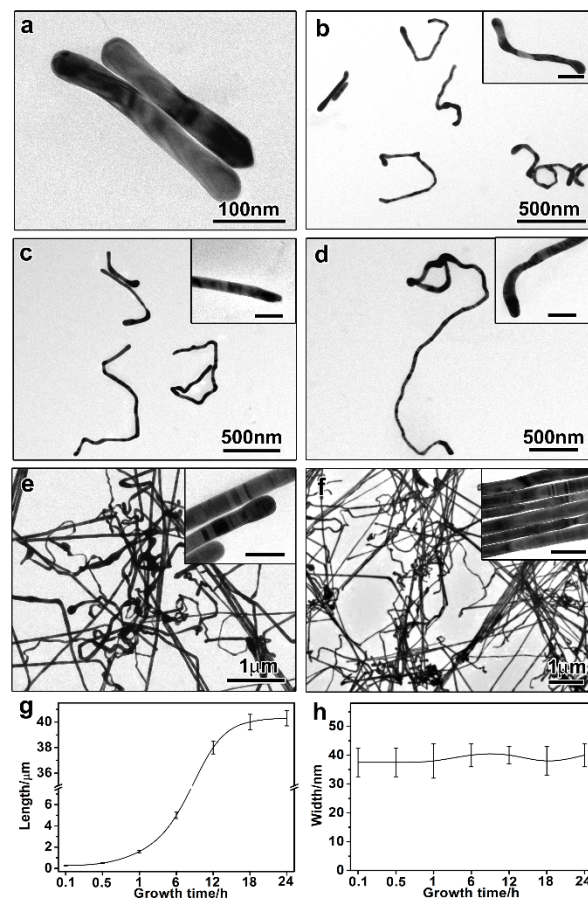 a
100nm
b
500nm
c
500nm
d
500nm
e
1µm
f
1µm
g
Length/µm
40
38
36
6
4
2
0
0.1 0.5 1 6 12 18 24
Growth time/h
h
Width/nm
50
40
30
20
10
0
0.1 0.5 1 6 12 18 24
Growth time/h